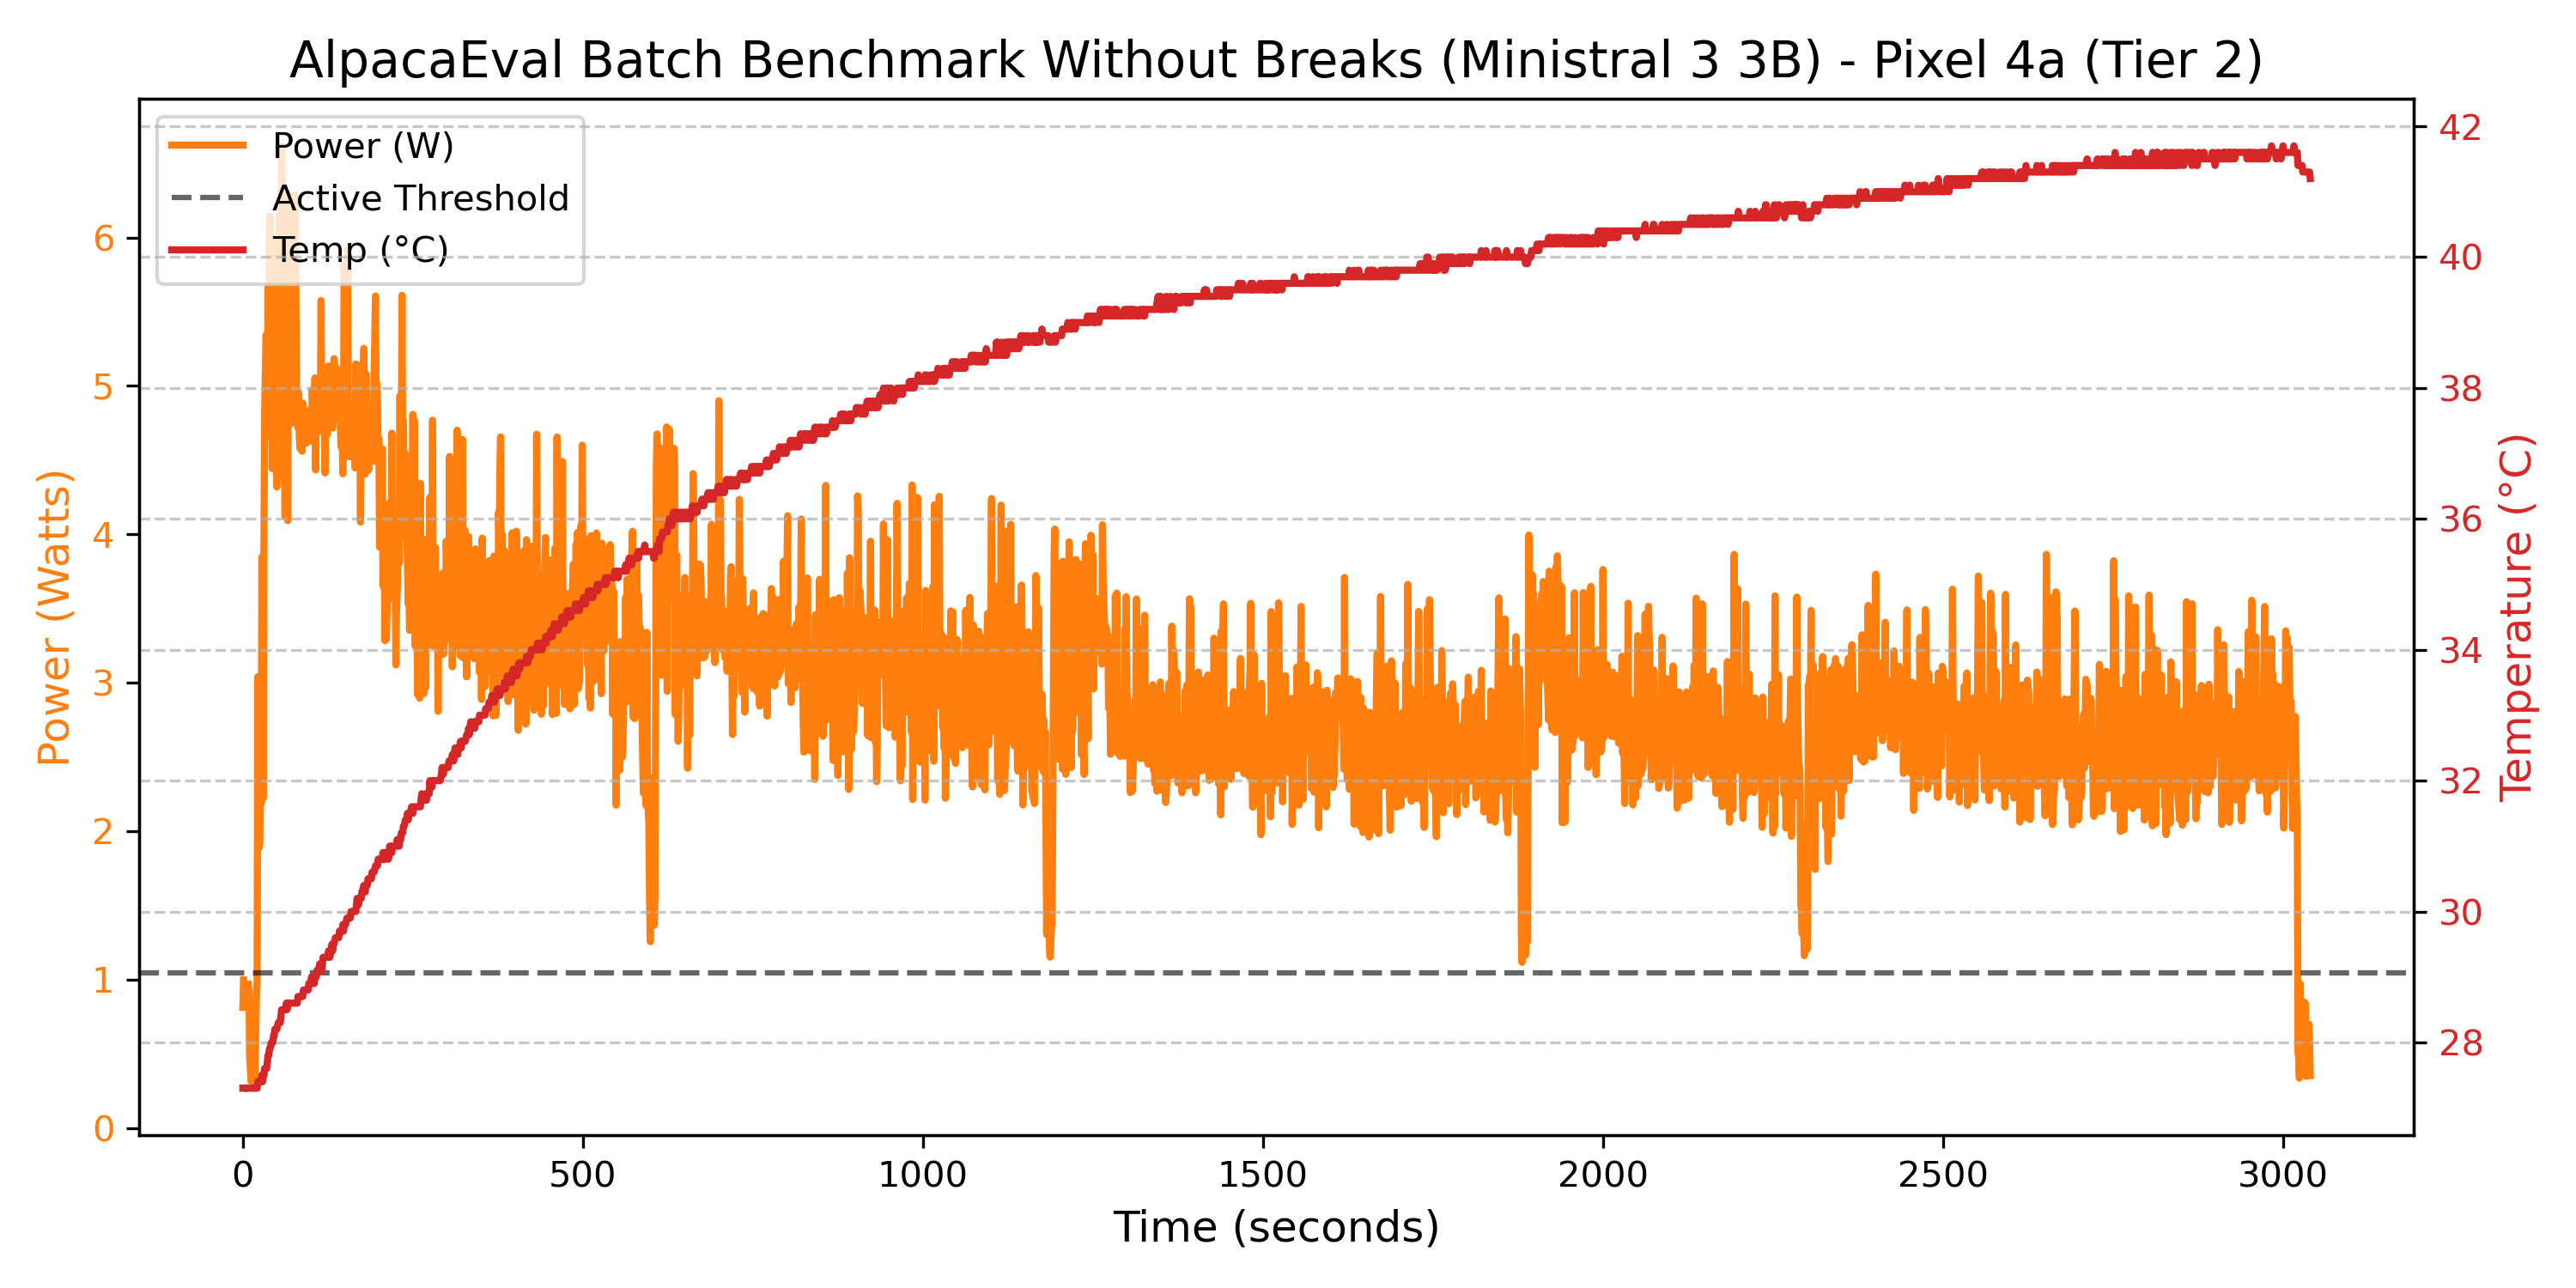 AlpacaEval Batch Benchmark Without Breaks (Ministral 3 3B) - Pixel 4a (Tier 2)
Power (W)
Active Threshold
Temp (°C)
Power (Watts)
6
5
4
3
2
1
0
42
40
38
36
34
32
30
28
Temperature (°C)
0 500 1000 1500 2000 2500 3000
Time (seconds)